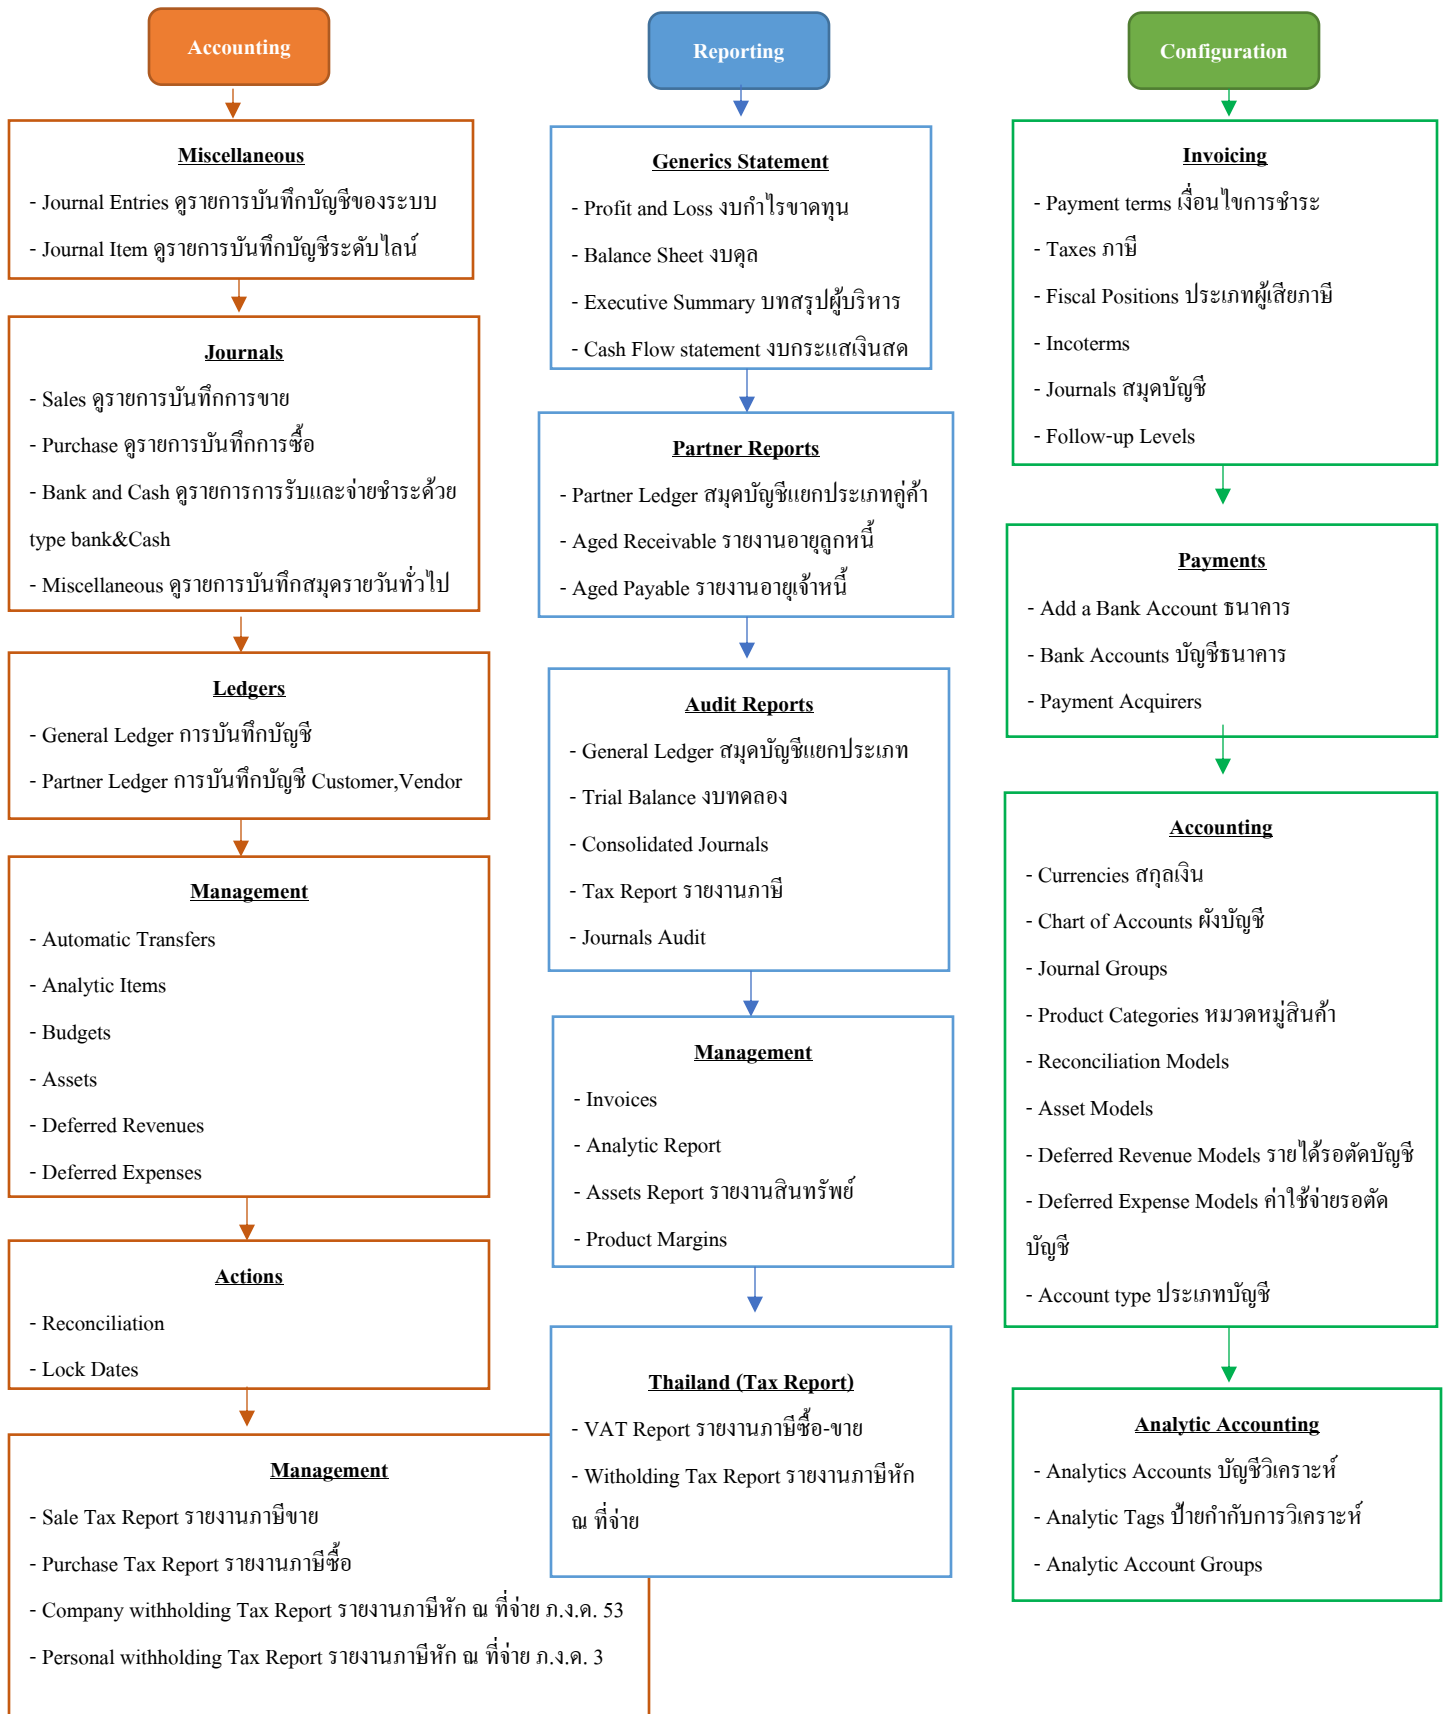 Accounting
Miscellaneous
- Journal Entries ดูรายการบันทึกบัญชีของระบบ
- Journal Item ดูรายการบันทึกบัญชีระดับไลน์
Journals
- Sales ดูรายการบันทึกการขาย
- Purchase ดูรายการบันทึกการซื้อ
- Bank and Cash ดูรายการการรับและจ่ายชำระด้วย
type bank&Cash
- Miscellaneous ดูรายการบันทึกสมุดรายวันทั่วไป
Ledgers
- General Ledger การบันทึกบัญชี
- Partner Ledger การบันทึกบัญชี Customer,Vendor
Management
- Automatic Transfers
- Analytic Items
- Budgets
- Assets
- Deferred Revenues
- Deferred Expenses
Actions
- Reconciliation
- Lock Dates
Management
- Sale Tax Report รายงานภาษีขาย
- Purchase Tax Report รายงานภาษีซื้อ
- Company withholding Tax Report รายงานภาษีหัก ณ ที่จ่าย ภ.ง.ด. 53
- Personal withholding Tax Report รายงานภาษีหัก ณ ที่จ่าย ภ.ง.ด. 3
Reporting
Generics Statement
- Profit and Loss งบกำไรขาดทุน
- Balance Sheet งบดุล
- Executive Summary บทสรุปผู้บริหาร
- Cash Flow statement งบกระแสเงินสด
Partner Reports
- Partner Ledger สมุดบัญชีแยกประเภทคู่ค้า
- Aged Receivable รายงานอายุลูกหนี้
- Aged Payable รายงานอายุเจ้าหนี้
Audit Reports
- General Ledger สมุดบัญชีแยกประเภท
- Trial Balance งบทดลอง
- Consolidated Journals
- Tax Report รายงานภาษี
- Journals Audit
Management
- Invoices
- Analytic Report
- Assets Report รายงานสินทรัพย์
- Product Margins
Thailand (Tax Report)
- VAT Report รายงานภาษีซื้อ-ขาย
- Witholding Tax Report รายงานภาษีหัก
ณ ที่จ่าย
Configuration
Invoicing
- Payment terms เงื่อนไขการชำระ
- Taxes ภาษี
- Fiscal Positions ประเภทผู้เสียภาษี
- Incoterms
- Journals สมุดบัญชี
- Follow-up Levels
Payments
- Add a Bank Account ธนาคาร
- Bank Accounts บัญชีธนาคาร
- Payment Acquirers
Accounting
- Currencies สกุลเงิน
- Chart of Accounts ผังบัญชี
- Journal Groups
- Product Categories หมวดหมู่สินค้า
- Reconciliation Models
- Asset Models
- Deferred Revenue Models รายได้รอตัดบัญชี
- Deferred Expense Models ค่าใช้จ่ายรอตัด
บัญชี
- Account type ประเภทบัญชี
Analytic Accounting
- Analytics Accounts บัญชีวิเคราะห์
- Analytic Tags ป้ายกำกับการวิเคราะห์
- Analytic Account Groups